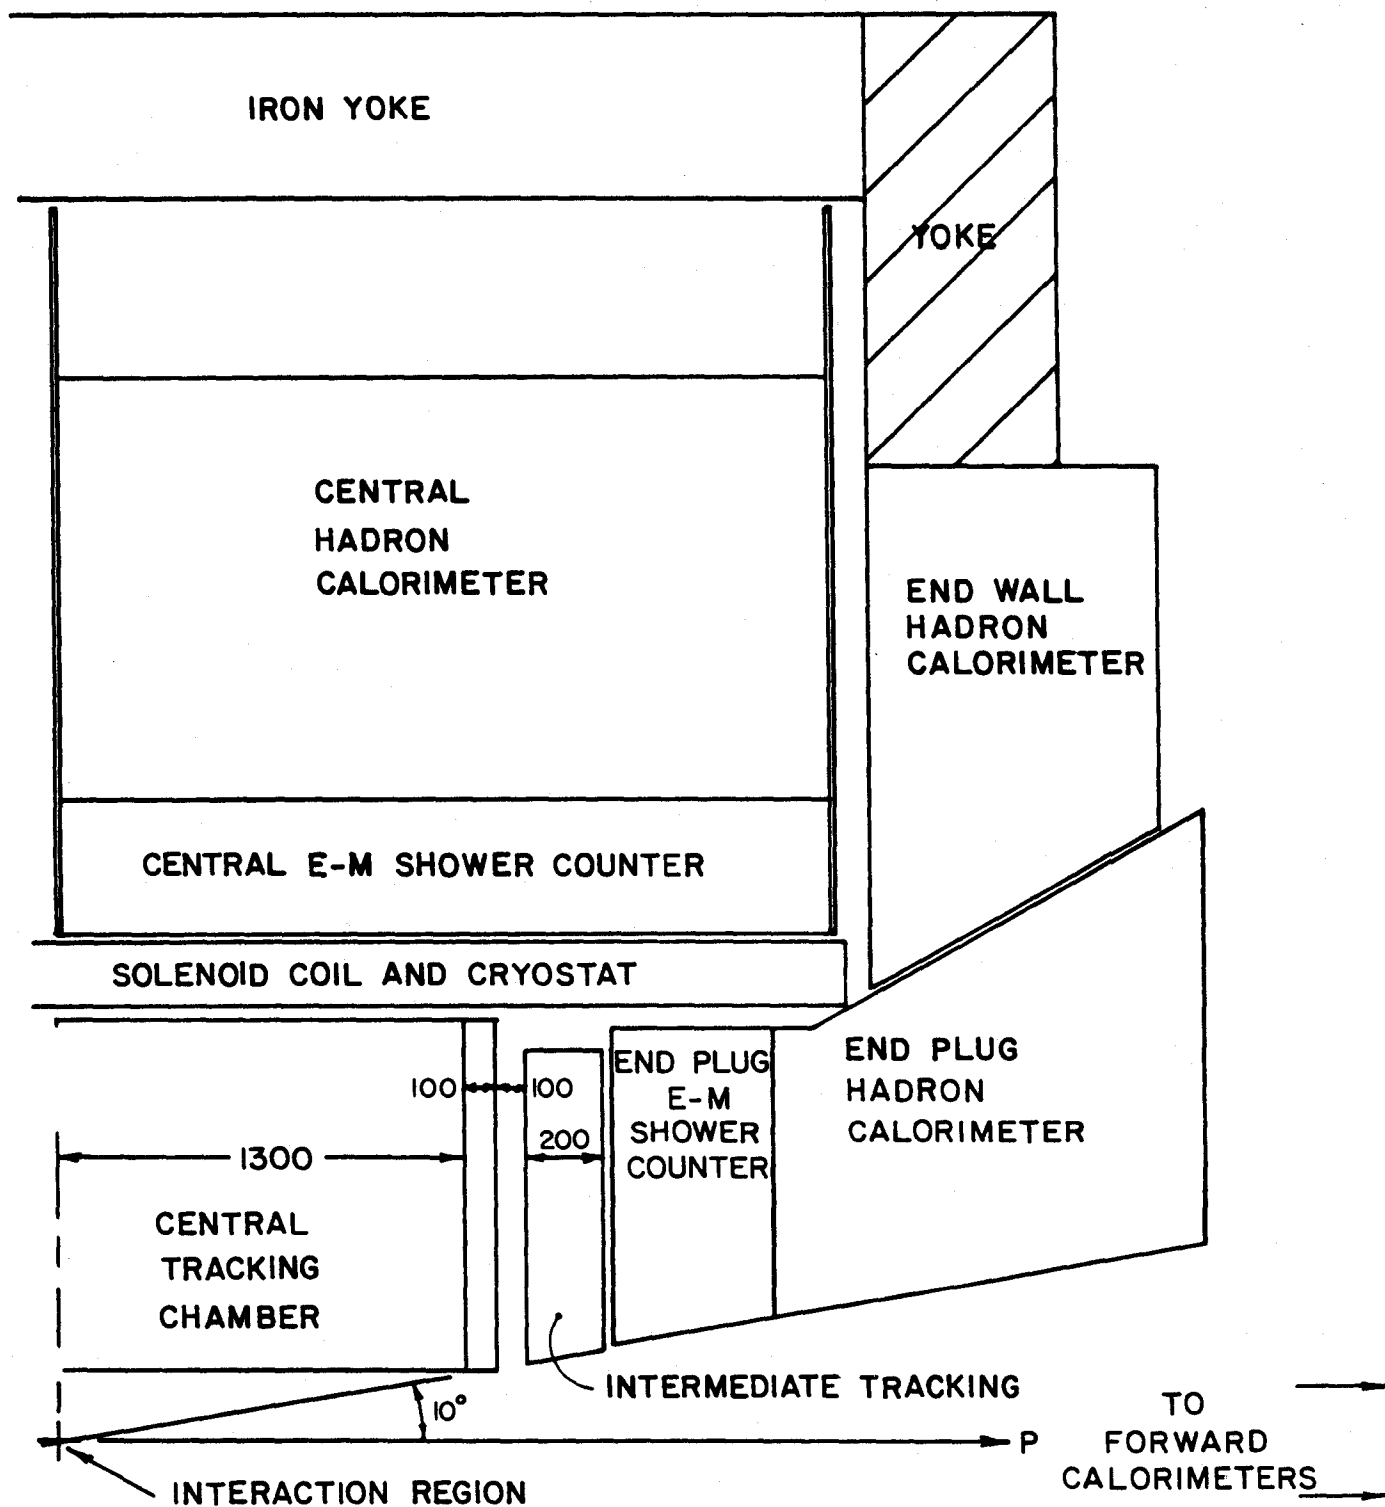 IRON YOKE
YOKE
CENTRAL
HADRON
CALORIMETER
END WALL
HADRON
CALORIMETER
CENTRAL E-M SHOWER COUNTER
SOLENOID COIL AND CRYOSTAT
100
100
200
1300
END PLUG
E-M
SHOWER
COUNTER
END PLUG
HADRON
CALORIMETER
CENTRAL
TRACKING
CHAMBER
INTERMEDIATE TRACKING
10°
P
TO
FORWARD
CALORIMETERS
INTERACTION REGION